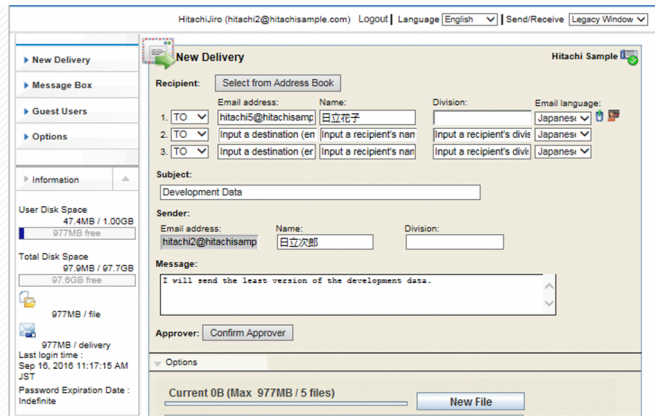 HitachiJiro (hitachi2@hitachisample.com) Logout Language English Send/Receive Legacy Window
New Delivery
Message Box
Guest Users
Options
Information
User Disk Space
47.4MB / 1.00GB
977MB free
Total Disk Space
97.9MB / 97.7GB
97.6GB free
977MB / file
977MB / delivery
Last login time :
Sep 16, 2016 11:17:15 AM
JST
Password Expiration Date :
Indefinite
New Delivery
Hitachi Sample
Recipient: Select from Address Book
Email address: Name: Division: Email language:
1. TO hitachi5@hitachisamp 日立花子 Japanes
2. TO Input a destination (em Input a recipient's nam Input a recipient's divis Japanes
3. TO Input a destination (er Input a recipient's nan Input a recipient's divis Japanes
Subject:
Development Data
Sender:
Email address: Name: Division:
hitachi2@hitachisamp 日立次郎
Message:
I will send the least version of the development data.
Approver: Confirm Approver
Options
Current 0B (Max 977MB / 5 files)
New File